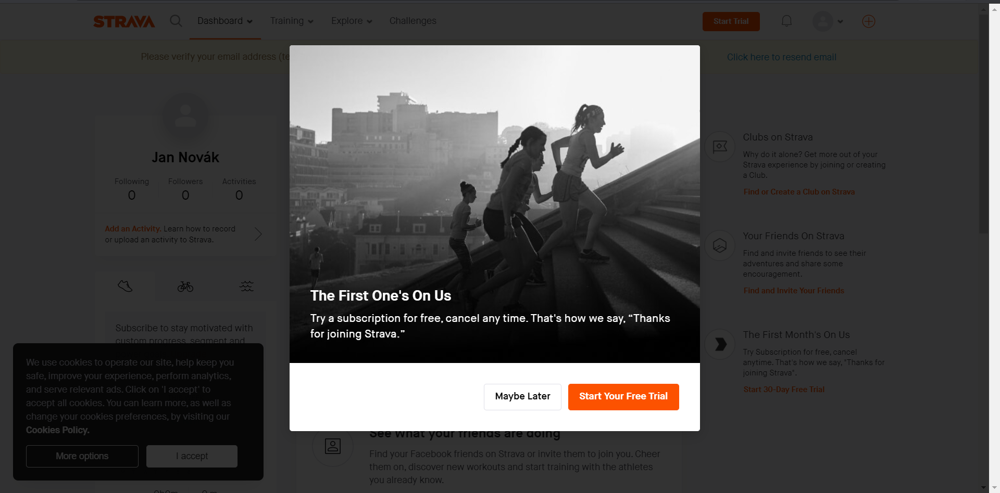 STRAVA
Dashboard
Training
Explore
Challenges
Start Trial
Please verify your email address (te
Click here to resend email
Jan Novák
Following
Followers
Activities
0
0
0
Add an Activity. Learn how to record
or upload an activity to Strava.
Subscribe to stay motivated with
custom progress, segment and
We use cookies to operate our site, help keep you
safe, improve your experience, perform analytics,
and serve relevant ads. Click on 'I accept' to
accept all cookies. You can learn more, as well as
change your cookies preferences, by visiting our
Cookies Policy.
More options
I accept
0h0m
0 m
The First One's On Us
Try a subscription for free, cancel any time. That's how we say, “Thanks
for joining Strava.”
Maybe Later
Start Your Free Trial
See what your friends are doing
Find your Facebook friends on Strava or invite them to join you. Cheer
them on, discover new workouts and start training with the athletes
you already know.
Clubs on Strava
Why do it alone? Get more out of your
Strava experience by joining or creating
a Club.
Find or Create a Club on Strava
Your Friends On Strava
Find and invite friends to see their
adventures and share some
encouragement.
Find and Invite Your Friends
The First Month's On Us
Try Subscription for free, cancel
anytime. That's how we say, "Thanks for
joining Strava".
Start 30-Day Free Trial